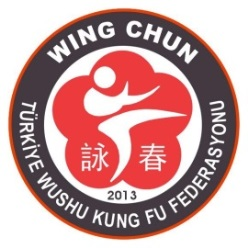 WING CHUN
詠春
2013
TÜRKİYE WUSHU KUNG FU FEDERASYONU